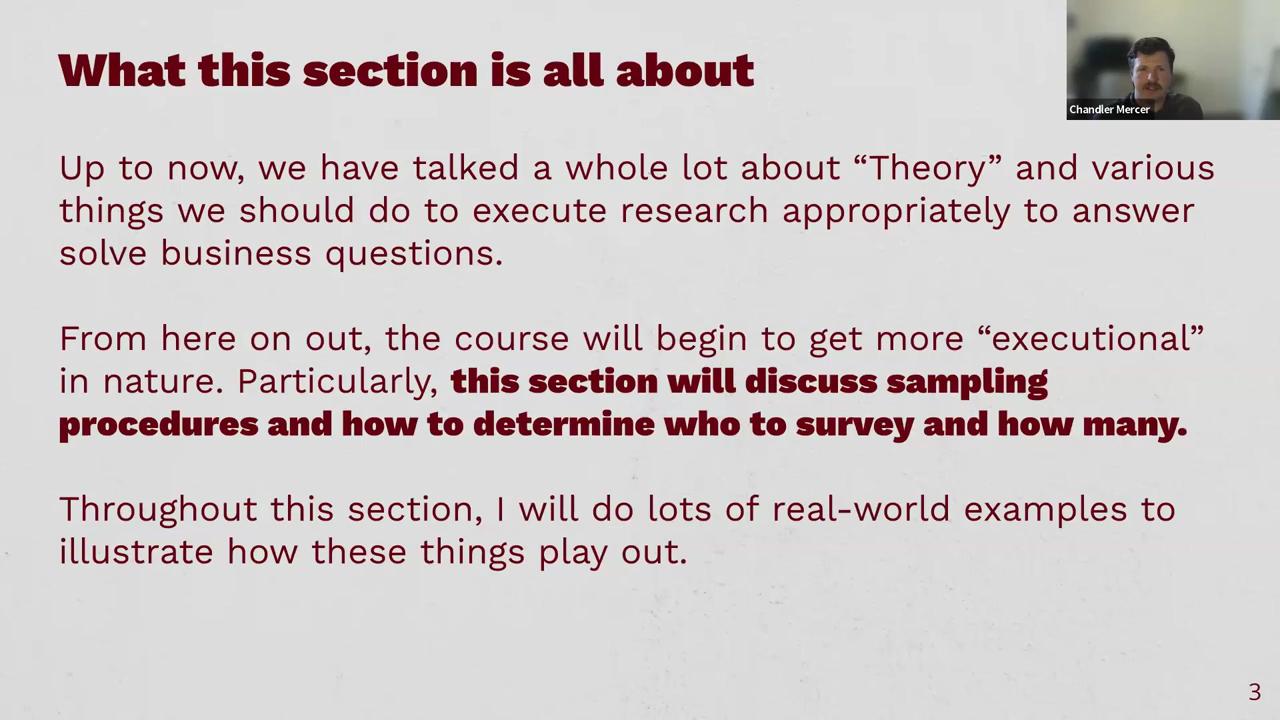 What this section is all about
Chandler Mercer
Up to now, we have talked a whole lot about “Theory” and various
things we should do to execute research appropriately to answer
solve business questions.
From here on out, the course will begin to get more “executional”
in nature. Particularly, this section will discuss sampling
procedures and how to determine who to survey and how many.
Throughout this section, I will do lots of real-world examples to
illustrate how these things play out.
3